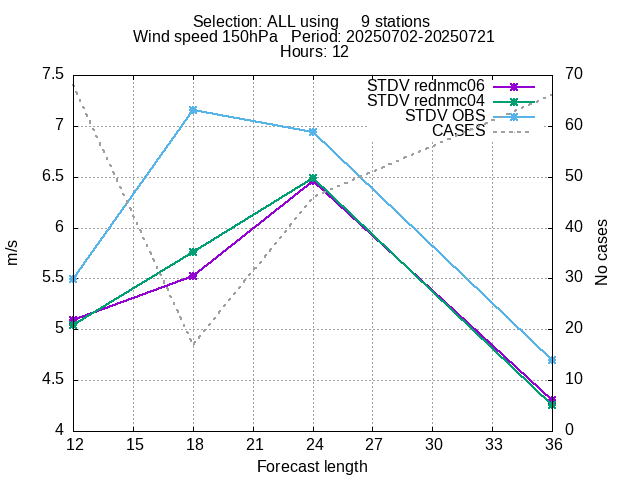 Selection: ALL using 9 stations
Wind speed 150hPa Period: 20250702-20250721
Hours: 12
7.5
7
6.5
6
5.5
5
4.5
4
m/s
STDV rednmc06
STDV rednmc04
STDV OBS
CASES
70
60
50
40
30
20
10
0
No cases
12 15 18 21 24 27 30 33 36
Forecast length